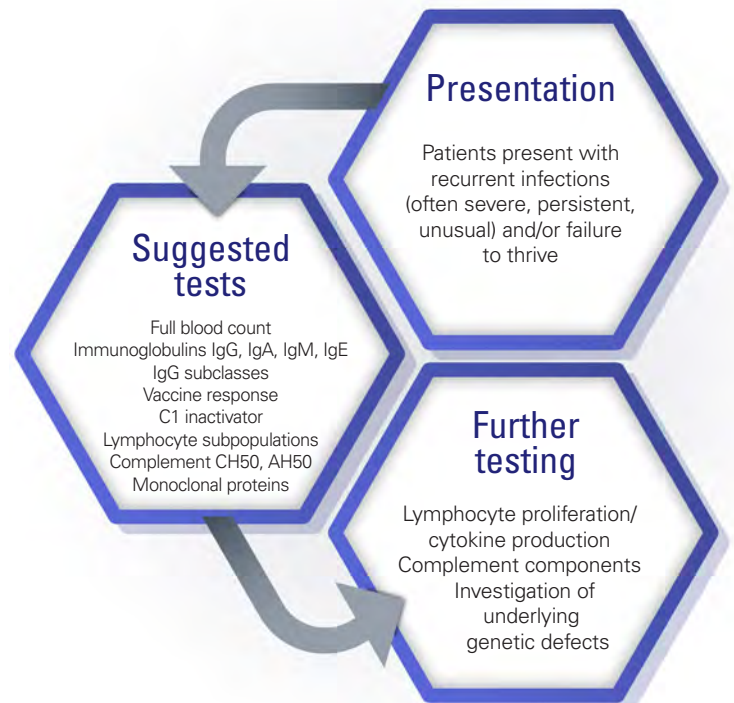 Presentation
Patients present with
recurrent infections
(often severe, persistent,
unusual) and/or failure
to thrive
Suggested
tests
Full blood count
Immunoglobulins IgG, IgA, IgM, IgE
IgG subclasses
Vaccine response
C1 inactivator
Lymphocyte subpopulations
Complement CH50, AH50
Monoclonal proteins
Further
testing
Lymphocyte proliferation/
cytokine production
Complement components
Investigation of
underlying
genetic defects